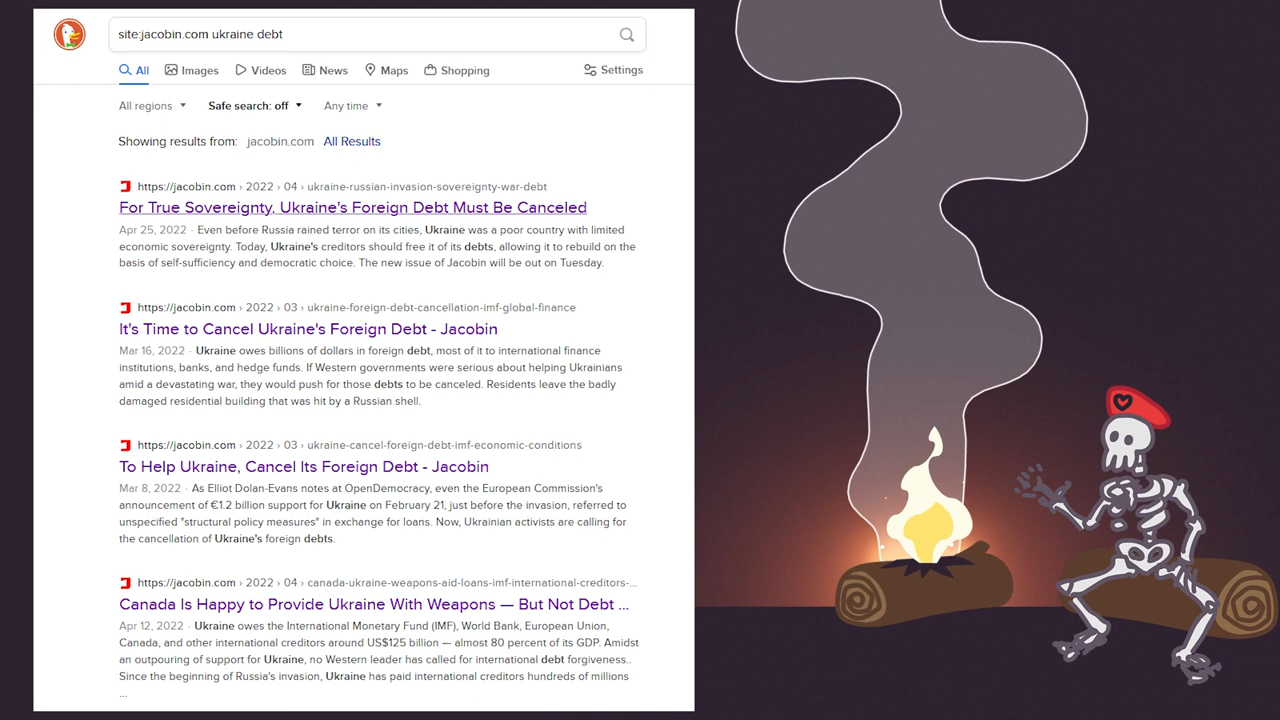 site:jacobin.com ukraine debt
All Images Videos News Maps Shopping Settings
All regions Safe search: off Any time
Showing results from: jacobin.com All Results
https://jacobin.com › 2022 › 04 › ukraine-russian-invasion-sovereignty-war-debt
For True Sovereignty, Ukraine's Foreign Debt Must Be Canceled
Apr 25, 2022 · Even before Russia rained terror on its cities, Ukraine was a poor country with limited
economic sovereignty. Today, Ukraine's creditors should free it of its debts, allowing it to rebuild on the
basis of self-sufficiency and democratic choice. The new issue of Jacobin will be out on Tuesday.
https://jacobin.com › 2022 › 03 › ukraine-foreign-debt-cancellation-imf-global-finance
It's Time to Cancel Ukraine's Foreign Debt - Jacobin
Mar 16, 2022 · Ukraine owes billions of dollars in foreign debt, most of it to international finance
institutions, banks, and hedge funds. If Western governments were serious about helping Ukrainians
amid a devastating war, they would push for those debts to be canceled. Residents leave the badly
damaged residential building that was hit by a Russian shell.
https://jacobin.com › 2022 › 03 › ukraine-cancel-foreign-debt-imf-economic-conditions
To Help Ukraine, Cancel Its Foreign Debt - Jacobin
Mar 8, 2022 · As Elliot Dolan-Evans notes at OpenDemocracy, even the European Commission's
announcement of €1.2 billion support for Ukraine on February 21, just before the invasion, referred to
unspecified "structural policy measures" in exchange for loans. Now, Ukrainian activists are calling for
the cancellation of Ukraine's foreign debts.
https://jacobin.com › 2022 › 04 › canada-ukraine-weapons-aid-loans-imf-international-creditors-...
Canada Is Happy to Provide Ukraine With Weapons — But Not Debt ...
Apr 12, 2022 · Ukraine owes the International Monetary Fund (IMF), World Bank, European Union,
Canada, and other international creditors around US$125 billion — almost 80 percent of its GDP. Amidst
an outpouring of support for Ukraine, no Western leader has called for international debt forgiveness..
Since the beginning of Russia's invasion, Ukraine has paid international creditors hundreds of millions
...